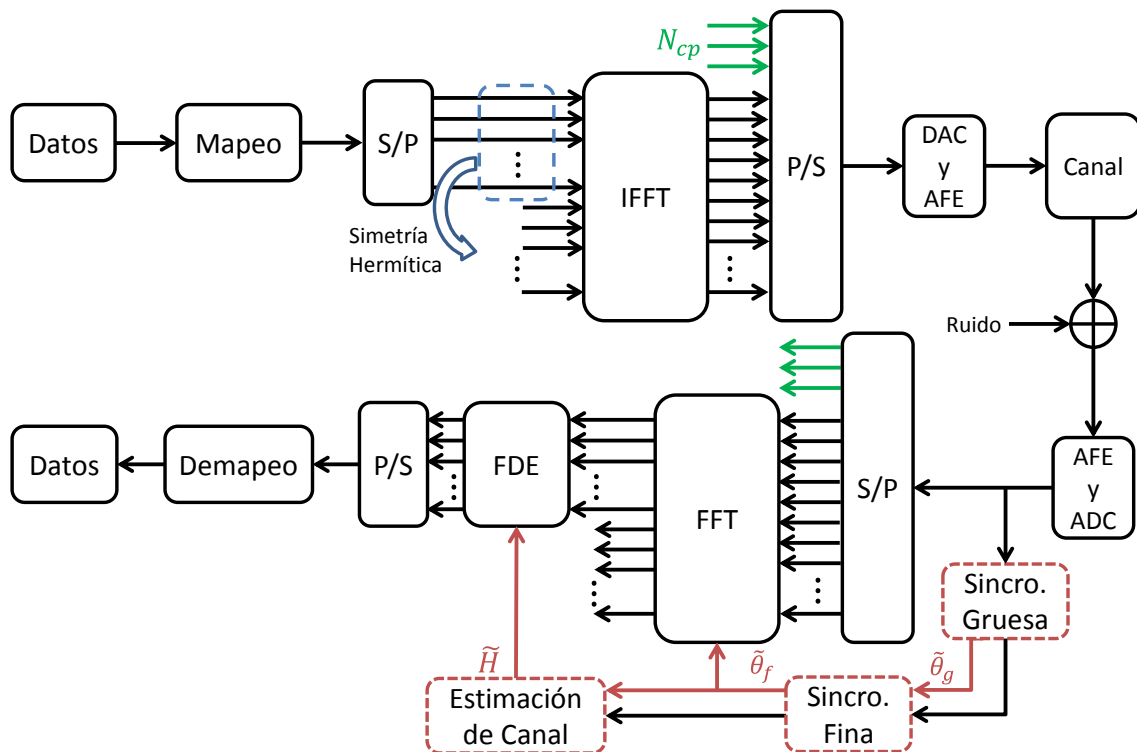 N_cp
Datos
Mapeo
S/P
Simetría
Hermítica
IFFT
P/S
DAC
y
AFE
Canal
Ruido
AFE
y
ADC
S/P
FFT
FDE
P/S
Demapeo
Datos
Sincro.
Gruesa
θ̃_g
Sincro.
Fina
θ̃_f
Estimación
de Canal
H̃